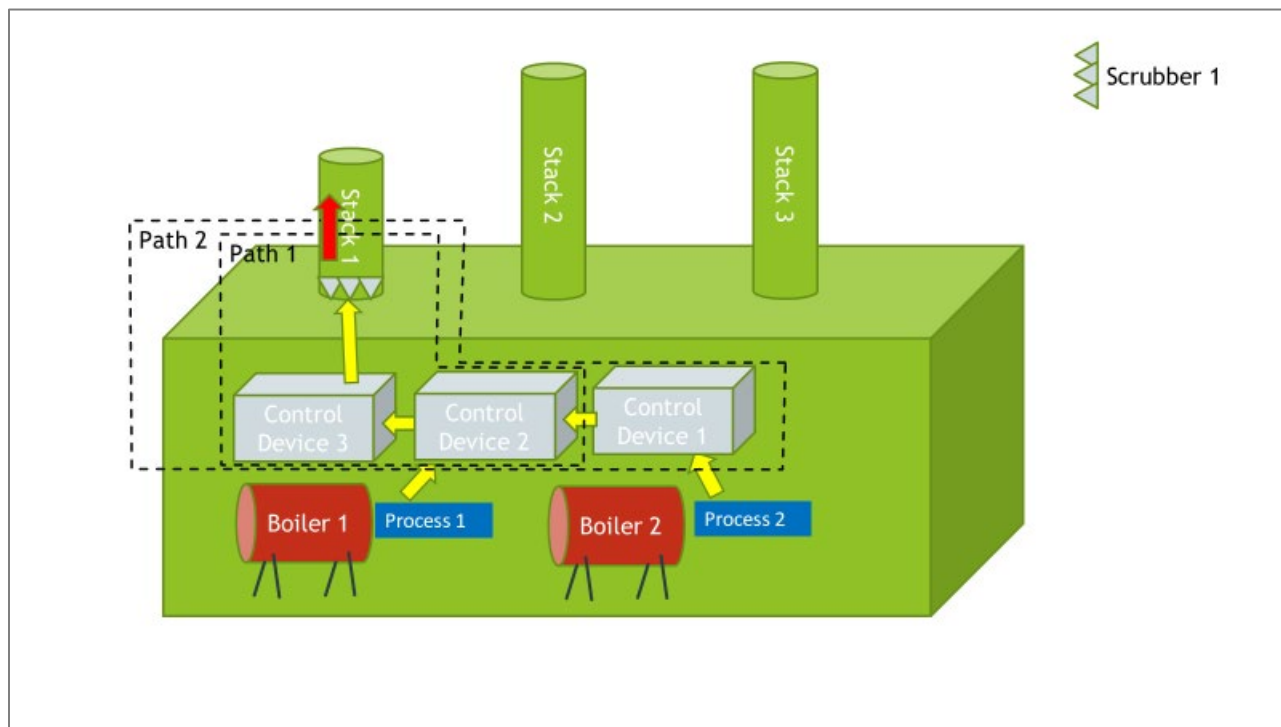 Scrubber 1
Stack 1
Stack 2
Stack 3
Path 2
Path 1
Control
Device 3
Control
Device 2
Control
Device 1
Boiler 1
Process 1
Boiler 2
Process 2